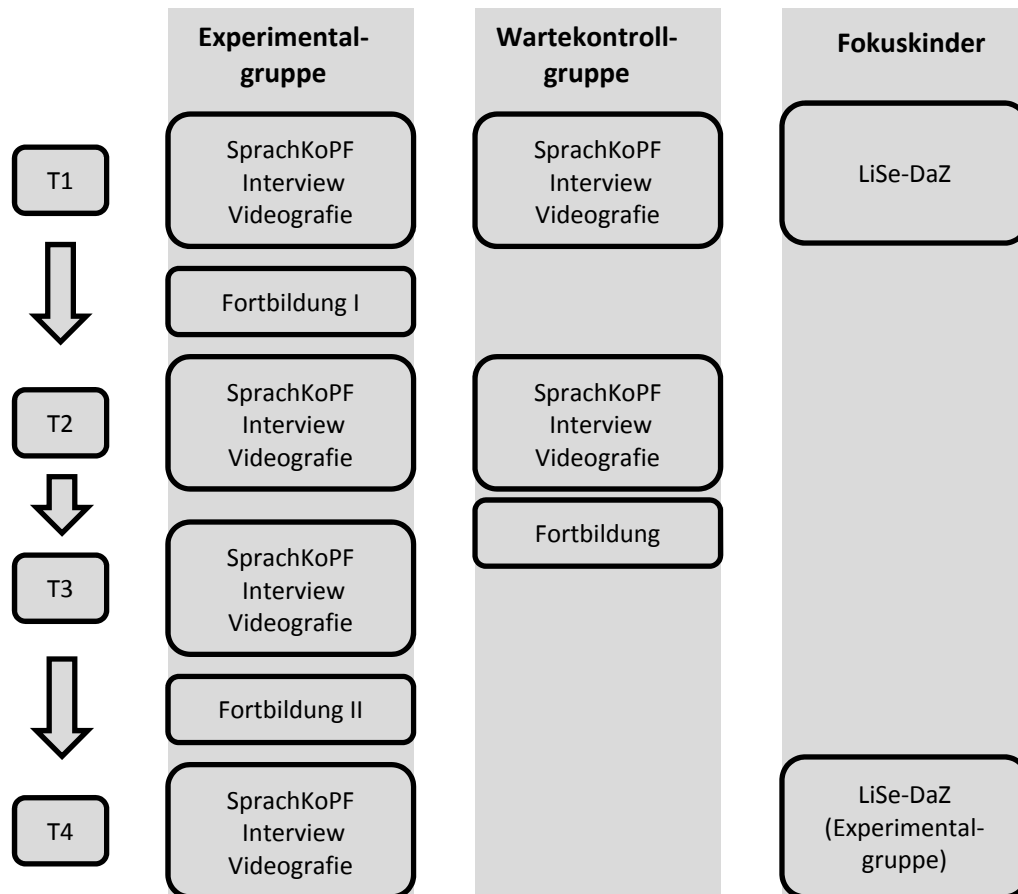 Experimental-
gruppe
Wartekontroll-
gruppe
Fokuskinder
T1
SprachKoPF
Interview
Videografie
SprachKoPF
Interview
Videografie
LiSe-DaZ
Fortbildung I
T2
SprachKoPF
Interview
Videografie
SprachKoPF
Interview
Videografie
Fortbildung
T3
SprachKoPF
Interview
Videografie
Fortbildung II
T4
SprachKoPF
Interview
Videografie
LiSe-DaZ
(Experimental-
gruppe)